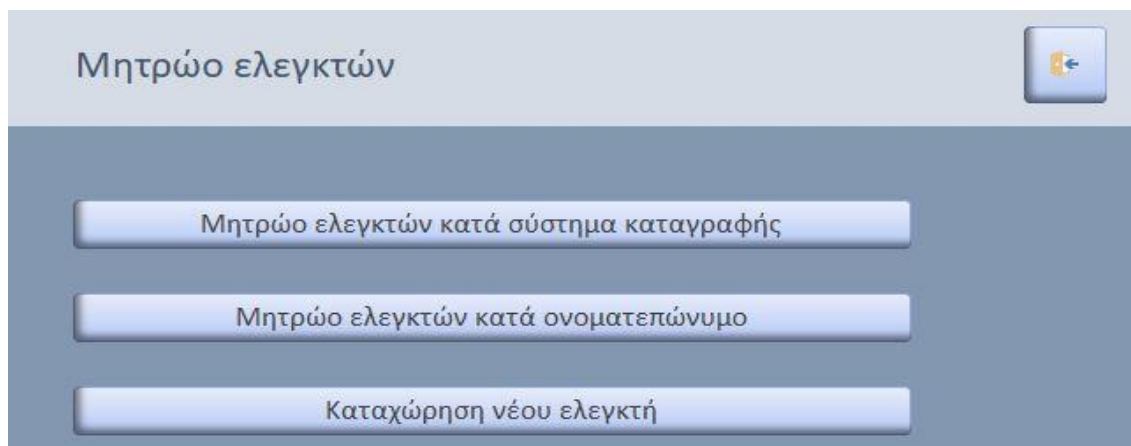 Μητρώο ελεγκτών
Μητρώο ελεγκτών κατά σύστημα καταγραφής
Μητρώο ελεγκτών κατά ονοματεπώνυμο
Καταχώρηση νέου ελεγκτή